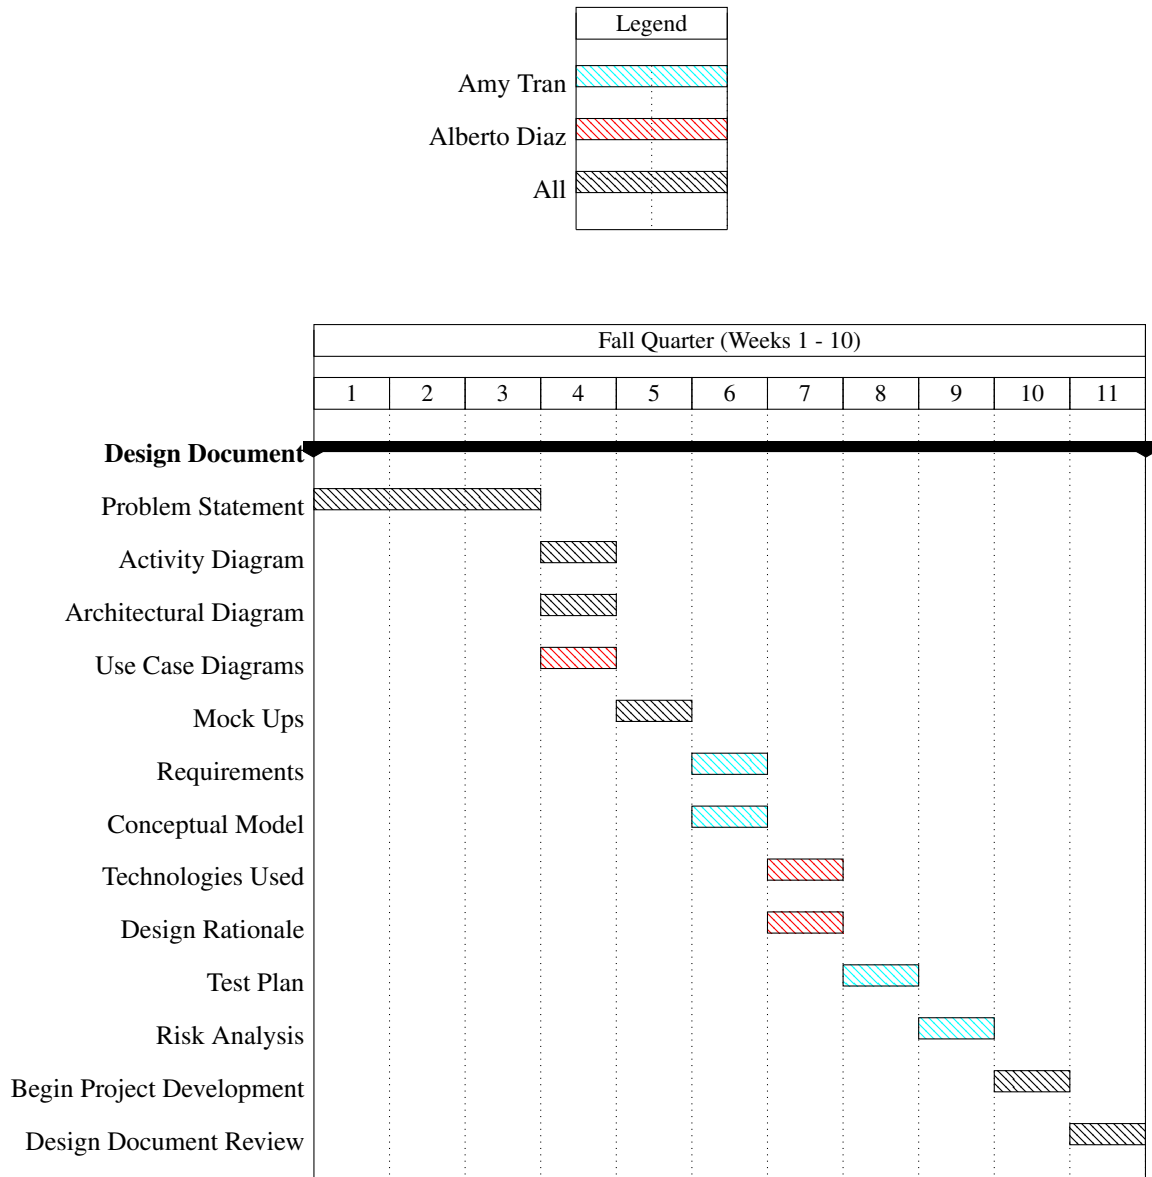 Legend
Amy Tran
Alberto Diaz
All
Fall Quarter (Weeks 1 - 10)
1 2 3 4 5 6 7 8 9 10 11
Design Document
Problem Statement
Activity Diagram
Architectural Diagram
Use Case Diagrams
Mock Ups
Requirements
Conceptual Model
Technologies Used
Design Rationale
Test Plan
Risk Analysis
Begin Project Development
Design Document Review